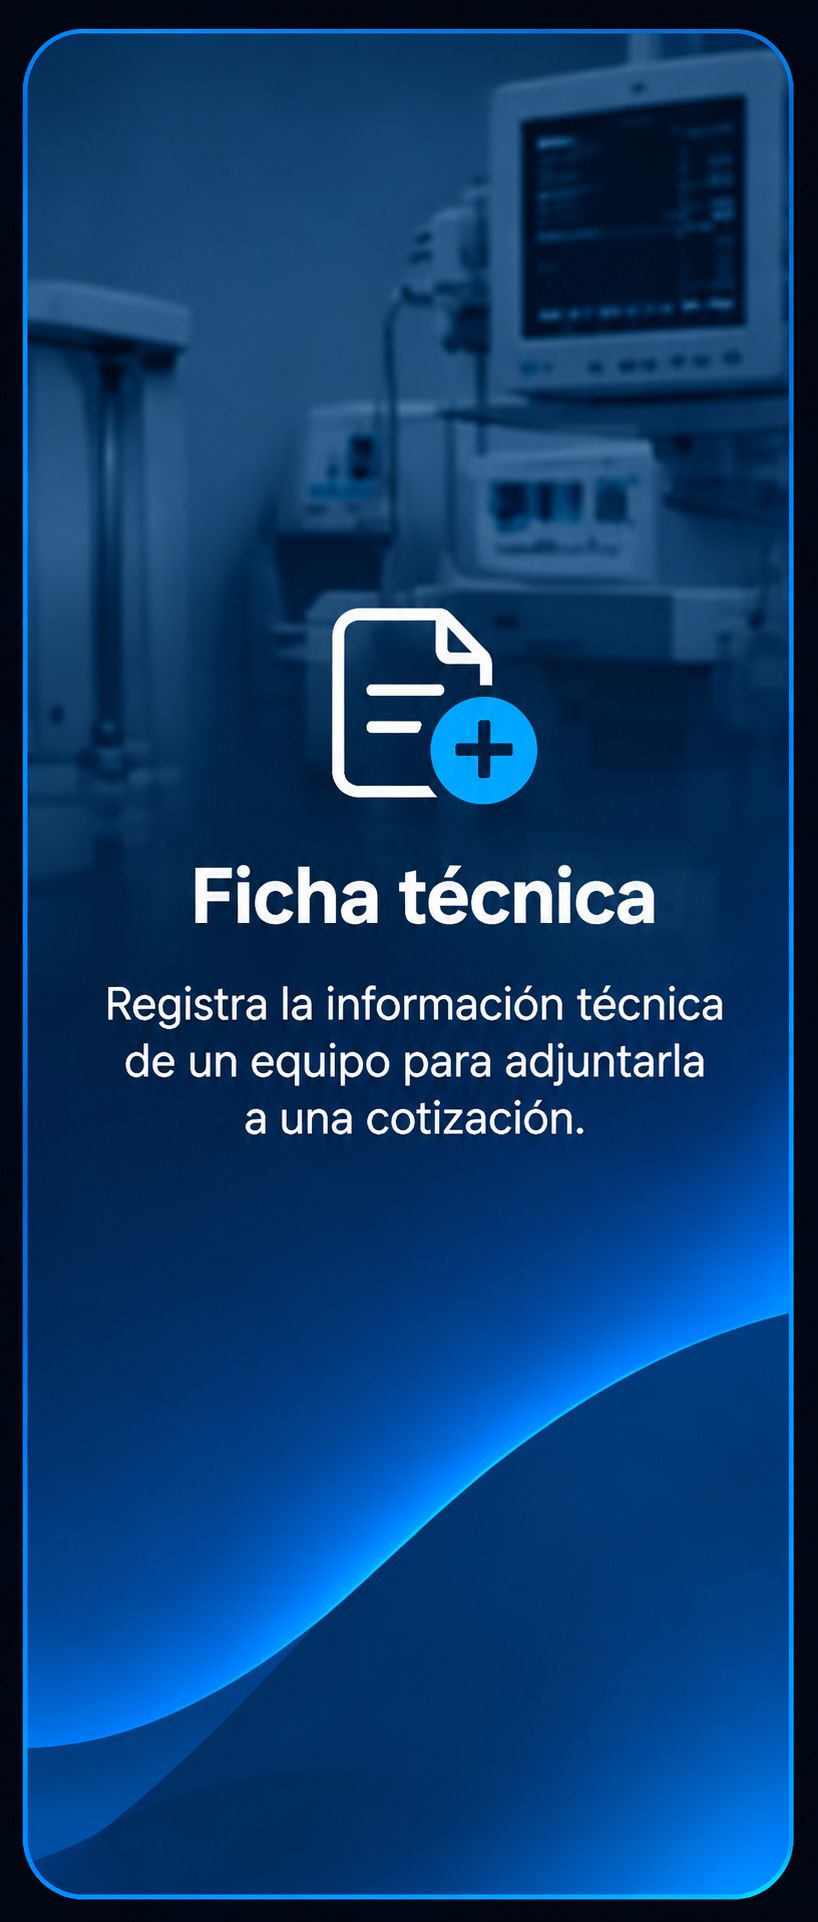 Ficha técnica
Registra la información técnica
de un equipo para adjuntarla
a una cotización.